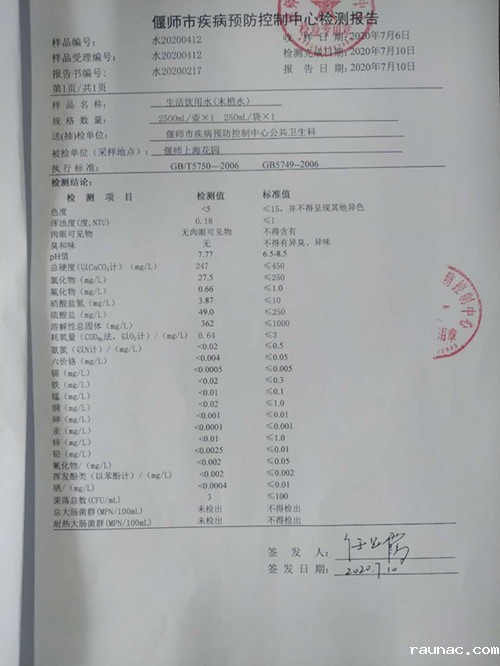 偃师市疾病预防控制中心检测报告
样品编号： 水20200412 收 样 日 期：2020年7月6日
样品受理编号： 水20200412 检测完成日期：2020年7月10日
报告书编号： 水20200217 报 告 日 期：2020年7月10日
第1页/共1页
样 品 名 称： 生活饮用水(末梢水)
规 格 数 量： 2500ml/壶×1 250ml/袋×1
送(抽)检单位： 偃师市疾病预防控制中心公共卫生科
被检单位（采样地点）： 偃师上海花园
执 行 标 准： GB/T5750—2006 GB5749--2006
检测结论：
检 测 项 目 检测值 标准值
色度 <5 ≤15，并不得呈现其他异色
浑浊度(度,NTU) 0.18 ≤1
肉眼可见物 无肉眼可见物 不得含有
臭和味 无 不得有异臭、异味
pH值 7.77 6.5-8.5
总硬度(以CaCO₃计）(mg/L) 247 ≤450
氯化物（mg/L） 27.5 ≤250
氟化物（mg/L） 0.66 ≤1.0
硝酸盐氮（mg/L） 3.87 ≤10
硫酸盐（mg/L） 49.0 ≤250
溶解性总固体（mg/L） 362 ≤1000
耗氧量（CODMn法，以O₂计）/（mg/L） 0.64 ≤3
氨氮（以N计）/（mg/L） <0.02 ≤0.5
六价铬（mg/L） <0.004 ≤0.05
镉（mg/L） <0.0005 ≤0.005
铁（mg/L） <0.02 ≤0.3
锰（mg/L） <0.01 ≤0.1
铜（mg/L） <0.02 ≤1.0
砷（mg/L） <0.001 ≤0.01
汞（mg/L） <0.0001 ≤0.001
锌（mg/L） <0.01 ≤1.0
铅（mg/L） <0.0025 ≤0.01
氰化物/（mg/L） <0.002 ≤0.05
挥发酚类（以苯酚计）/（mg/L） <0.002 ≤0.002
硒/（mg/L） <0.0004 ≤0.01
菌落总数(CFU/mL) 3 ≤100
总大肠菌群(MPN/100mL) 未检出 不得检出
耐热大肠菌群(MPN/100mL) 未检出 不得检出
防控制中心
签 发 人：
签 发 日 期： 2020.7.10
raunac.com